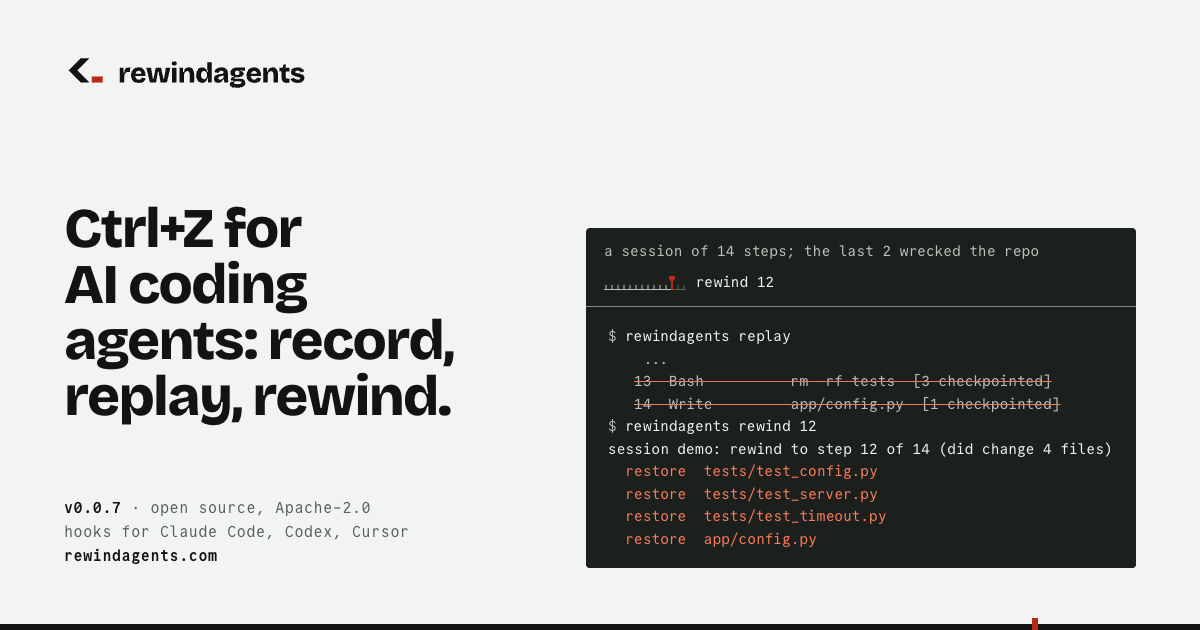 rewindagents
Ctrl+Z for
AI coding
agents: record,
replay, rewind.
v0.0.7 · open source, Apache-2.0
hooks for Claude Code, Codex, Cursor
rewindagents.com
a session of 14 steps; the last 2 wrecked the repo
rewind 12
$ rewindagents replay
...
13 Bash rm -rf tests [3 checkpointed]
14 Write app/config.py [1 checkpointed]
$ rewindagents rewind 12
session demo: rewind to step 12 of 14 (did change 4 files)
restore tests/test_config.py
restore tests/test_server.py
restore tests/test_timeout.py
restore app/config.py